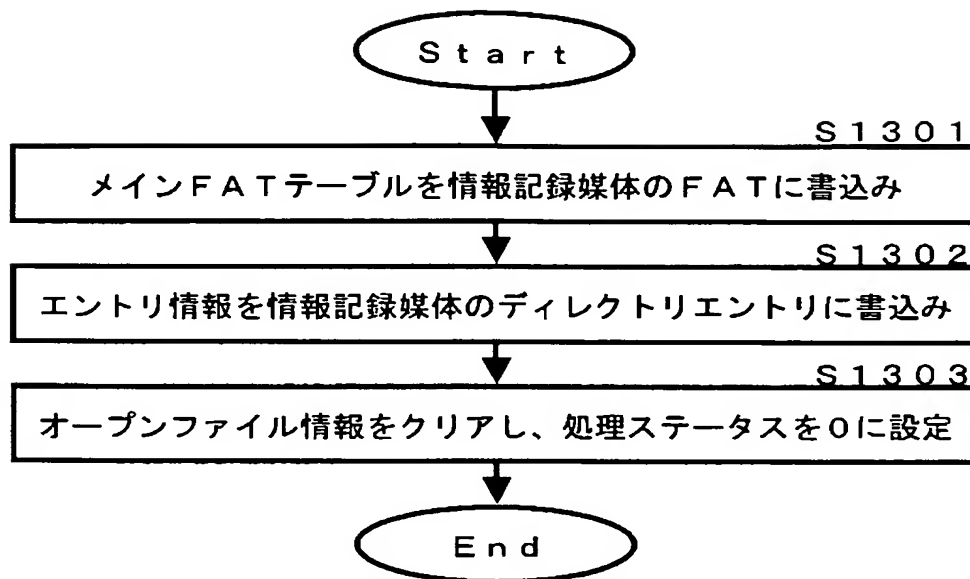 Start
S1301
メインFATテーブルを情報記録媒体のFATに書込み
S1302
エントリ情報を情報記録媒体のディレクトリエントリに書込み
S1303
オープンファイル情報をクリアし、処理ステータスを0に設定
End